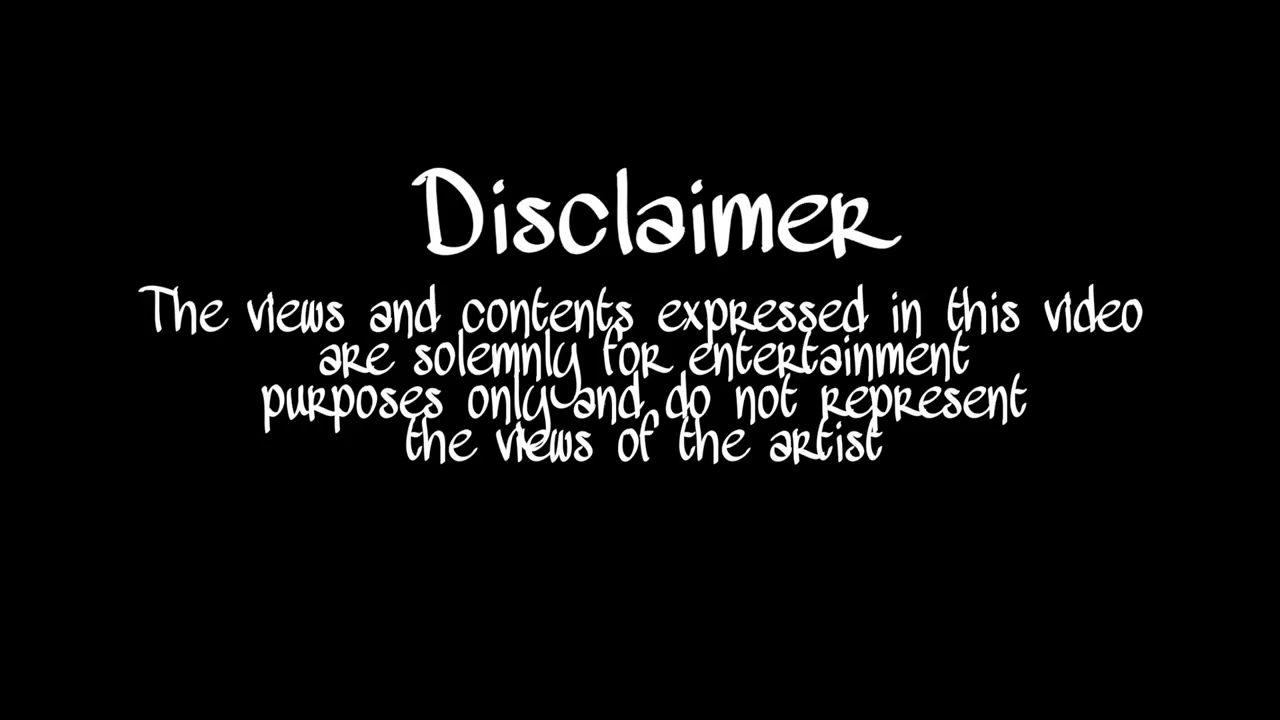 Disclaimer
The views and contents expressed in this video
are solemnly for entertainment
purposes only and do not represent
the views of the artist